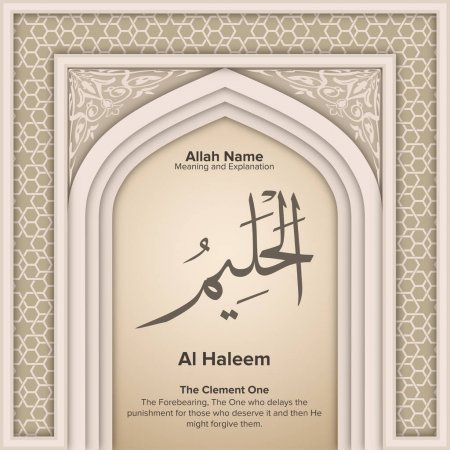 Allah Name
Meaning and Explanation
الْحَلِيمُ
Al Haleem
The Clement One
The Forebearing, The One who delays the
punishment for those who deserve it and then He
might forgive them.